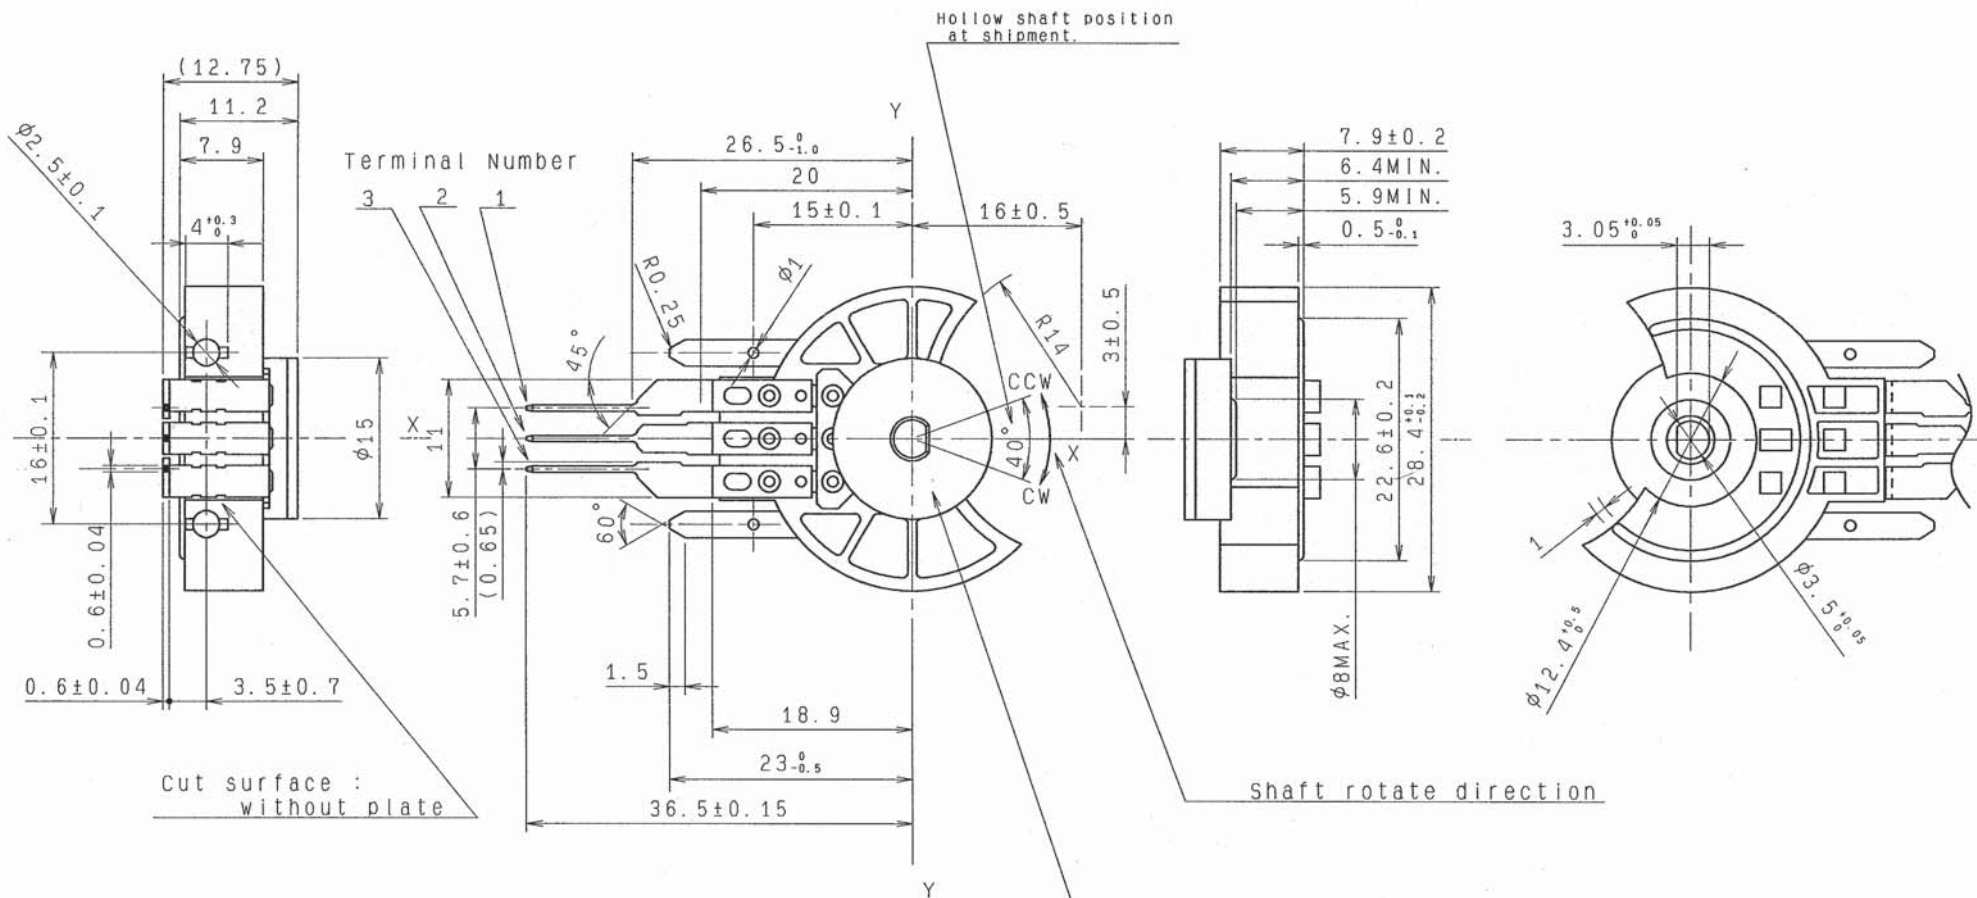 Hollow shaft position
at shipment.
(12.75)
11.2
7.9
φ2.5±0.1
4 +0.3 0
16±0.1
φ15
0.6±0.04
0.6±0.04
3.5±0.7
Cut surface :
without plate
Terminal Number
3
2
1
Y
26.5 0 -1.0
20
15±0.1
16±0.5
R0.25
φ1
45°
R14
3±0.5
CCW
40°
CW
X
X
11
60°
5.7±0.6
(0.65)
1.5
18.9
23 0 -0.5
36.5±0.15
Y
Shaft rotate direction
7.9±0.2
6.4MIN.
5.9MIN.
0.5 0 -0.1
22.6±0.2
28.4 +0.1 -0.2
φ8MAX.
3.05 +0.05 0
1
φ12.4 +0.5 0
φ3.5 +0.05 0